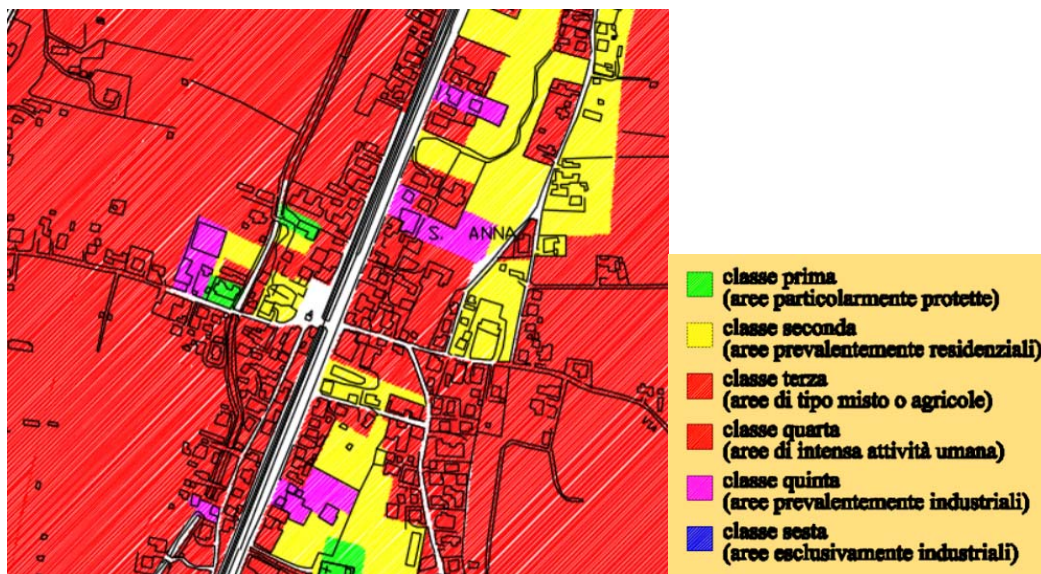 S. ANNA
VIA
classe prima
(aree particolarmente protette)
classe seconda
(aree prevalentemente residenziali)
classe terza
(aree di tipo misto o agricole)
classe quarta
(aree di intensa attività umana)
classe quinta
(aree prevalentemente industriali)
classe sesta
(aree esclusivamente industriali)